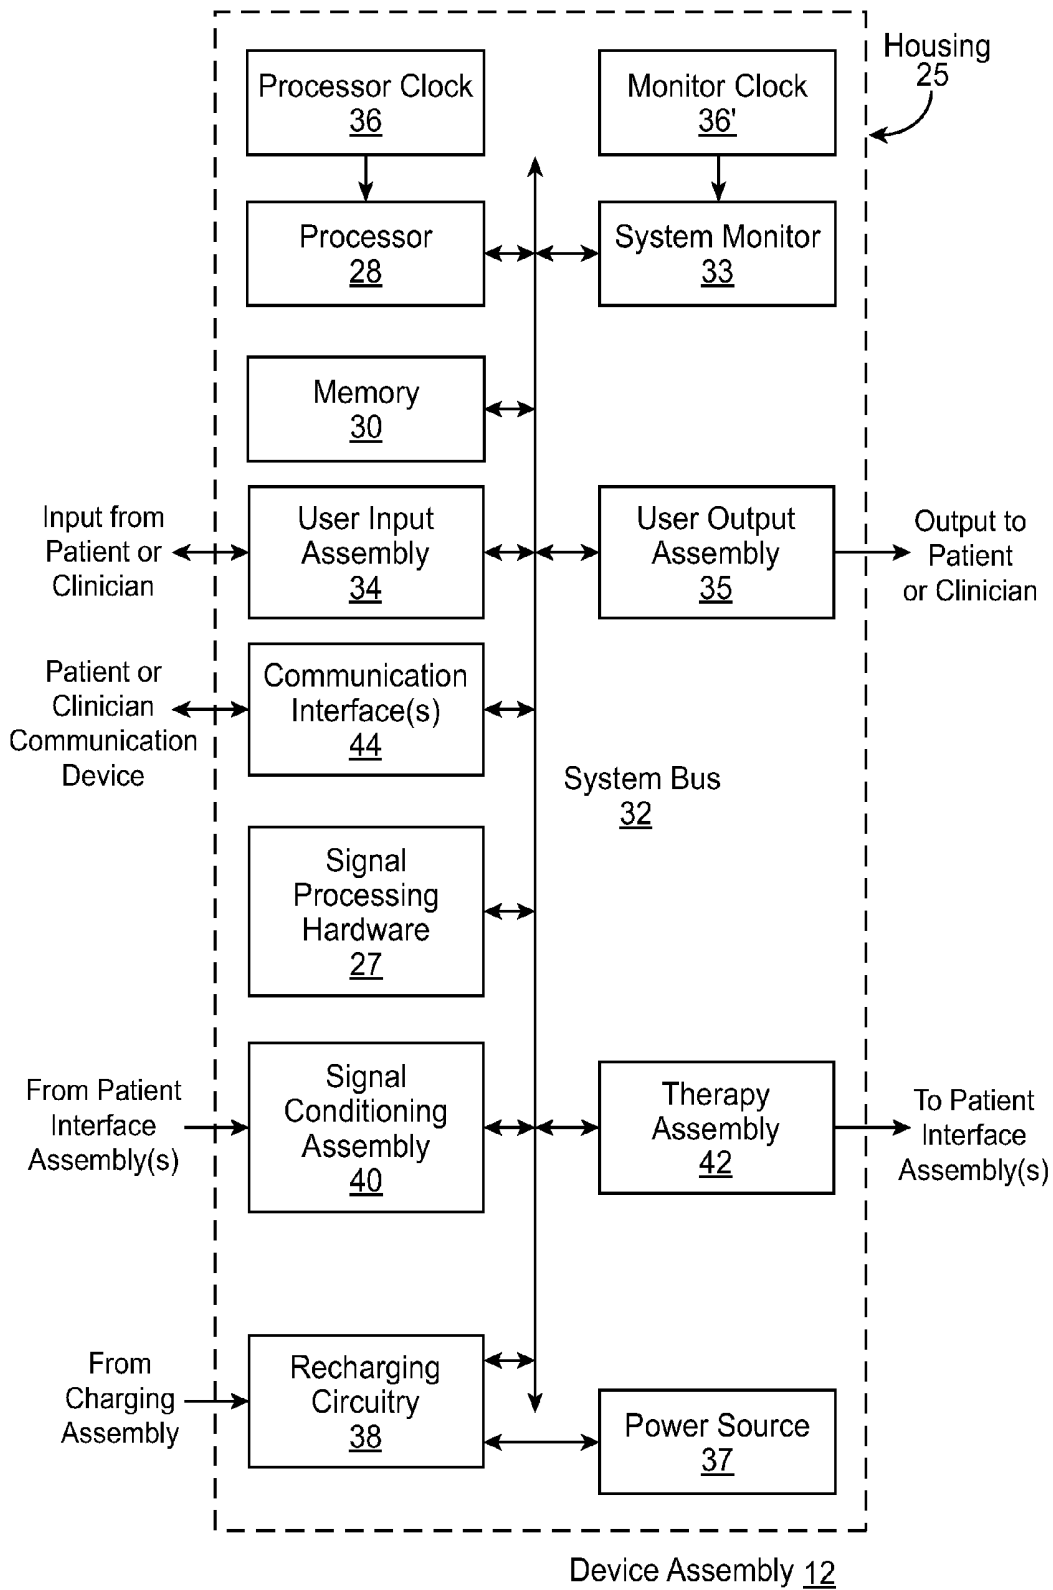 Housing
25
Processor Clock
36
Monitor Clock
36'
Processor
28
System Monitor
33
Memory
30
Input from
Patient or
Clinician
User Input
Assembly
34
User Output
Assembly
35
Output to
Patient
or Clinician
Patient or
Clinician
Communication
Device
Communication
Interface(s)
44
System Bus
32
Signal
Processing
Hardware
27
From Patient
Interface
Assembly(s)
Signal
Conditioning
Assembly
40
Therapy
Assembly
42
To Patient
Interface
Assembly(s)
From
Charging
Assembly
Recharging
Circuitry
38
Power Source
37
Device Assembly 12